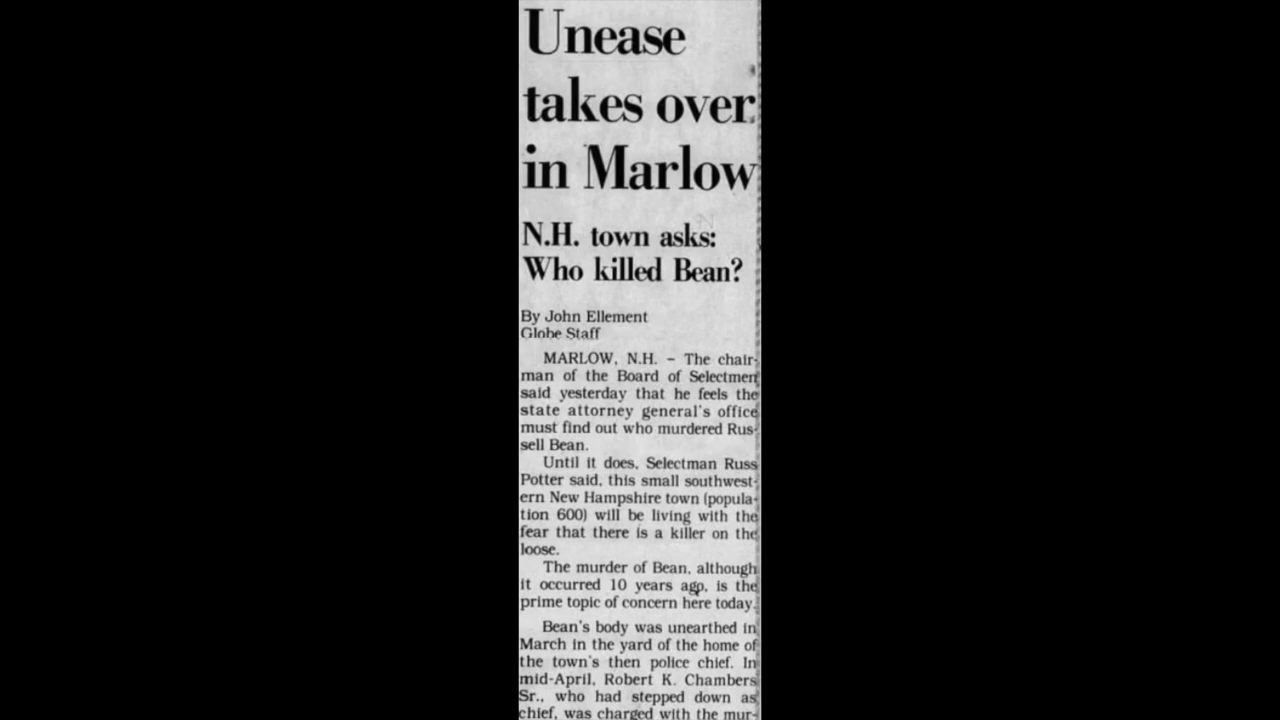 Unease
takes over
in Marlow
N.H. town asks:
Who killed Bean?
By John Ellement
Globe Staff
MARLOW, N.H. – The chair-
man of the Board of Selectmen
said yesterday that he feels the
state attorney general's office
must find out who murdered Rus-
sell Bean.
Until it does, Selectman Russ
Potter said, this small southwest-
ern New Hampshire town (popula-
tion 600) will be living with the
fear that there is a killer on the
loose.
The murder of Bean, although
it occurred 10 years ago, is the
prime topic of concern here today.
Bean's body was unearthed in
March in the yard of the home of
the town's then police chief. In
mid-April, Robert K. Chambers
Sr., who had stepped down as
chief, was charged with the mur-